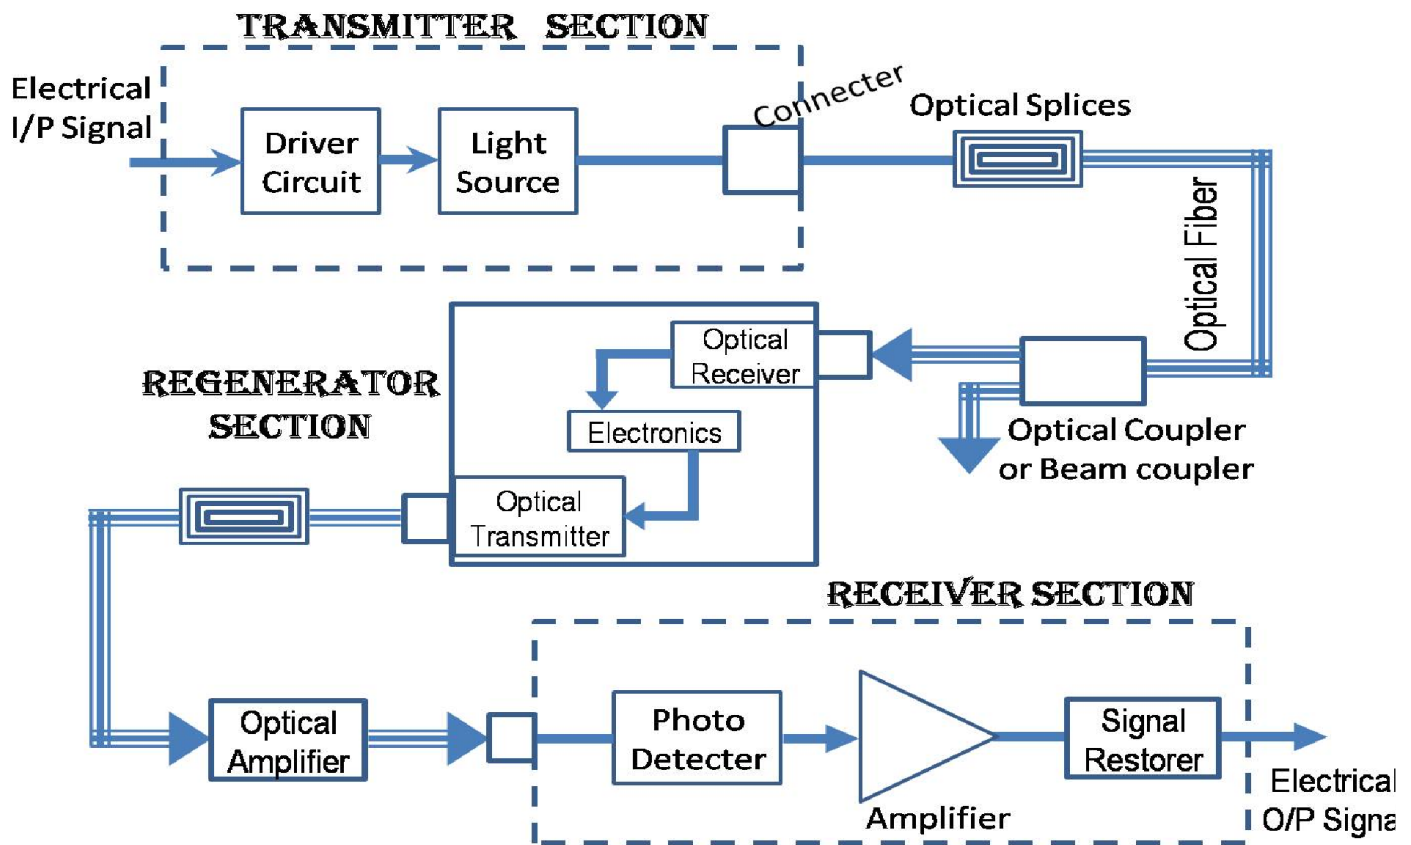 TRANSMITTER SECTION
Electrical
I/P Signal
Driver
Circuit
Light
Source
Connecter
Optical Splices
Optical Fiber
Optical
Receiver
REGENERATOR
SECTION
Electronics
Optical Coupler
or Beam coupler
Optical
Transmitter
RECEIVER SECTION
Optical
Amplifier
Photo
Detecter
Amplifier
Signal
Restorer
Electrical
O/P Signa